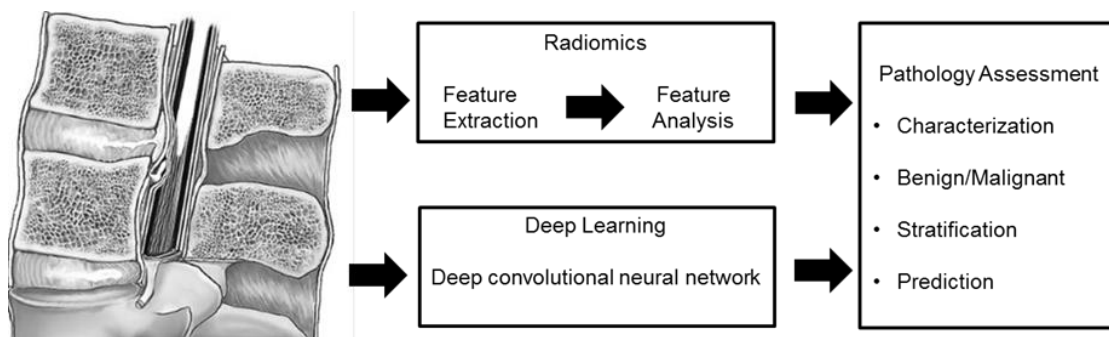 Radiomics
Feature
Extraction
Feature
Analysis
Deep Learning
Deep convolutional neural network
Pathology Assessment
• Characterization
• Benign/Malignant
• Stratification
• Prediction